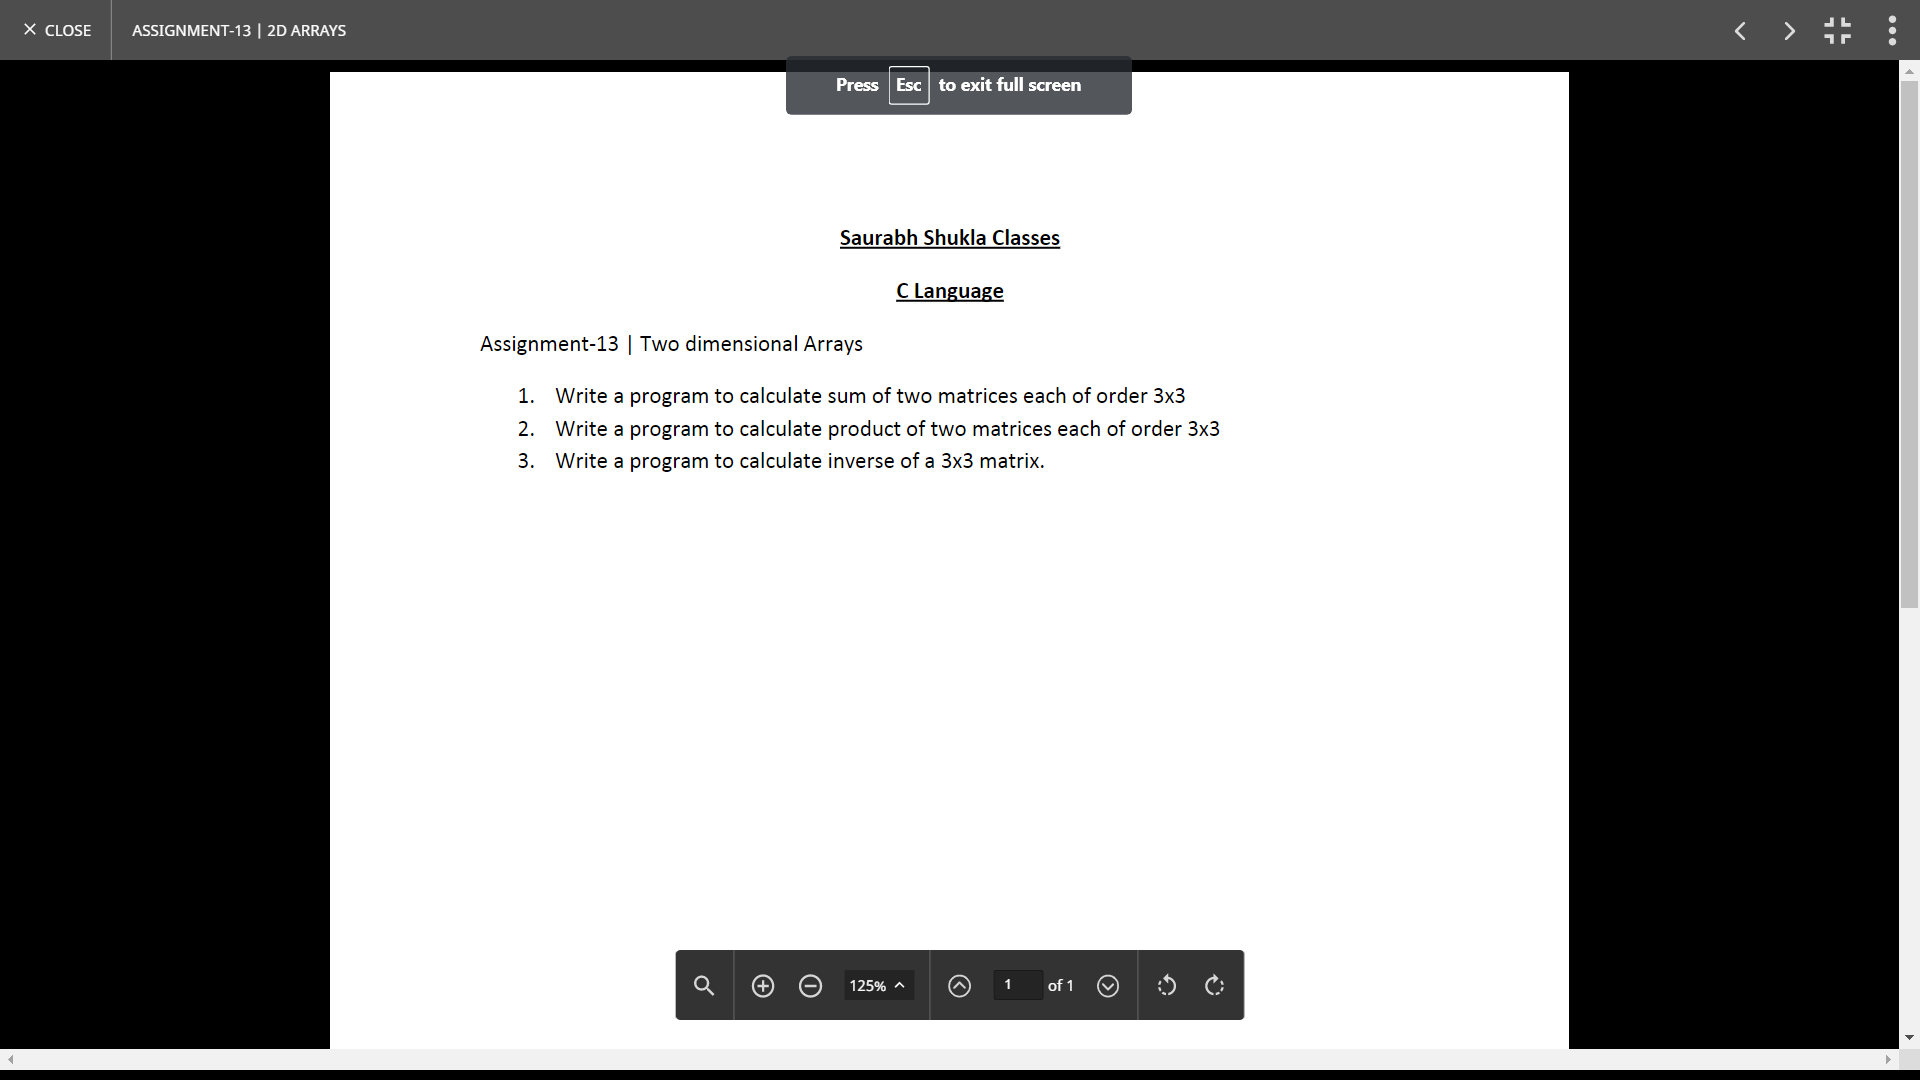 CLOSE
ASSIGNMENT-13 | 2D ARRAYS
Press Esc to exit full screen
Saurabh Shukla Classes
C Language
Assignment-13 | Two dimensional Arrays
1. Write a program to calculate sum of two matrices each of order 3x3
2. Write a program to calculate product of two matrices each of order 3x3
3. Write a program to calculate inverse of a 3x3 matrix.
125% 1 of 1